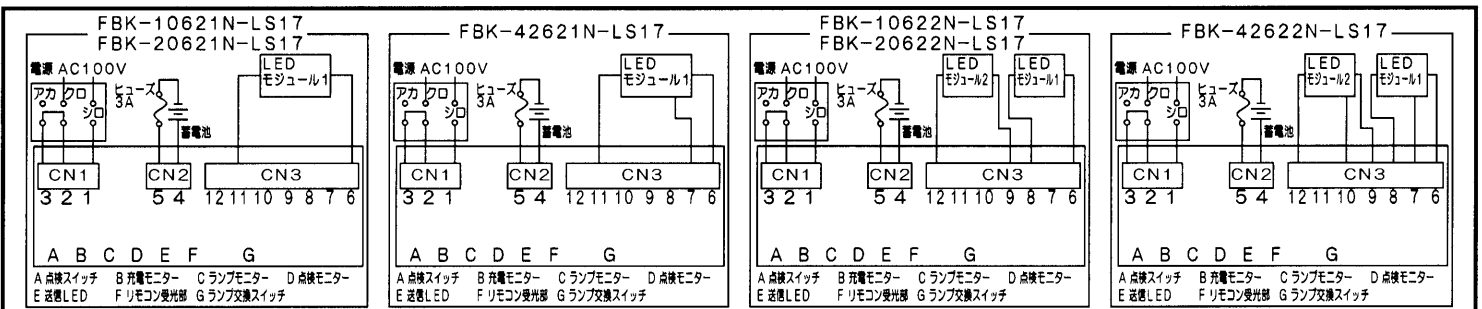 FBK-10621N-LS17
FBK-20621N-LS17
電源 AC100V
アカ クロ
シロ
ヒューズ
3A
蓄電池
LED
モジュール1
CN1
CN2
CN3
3 2 1
5 4
12 11 10 9 8 7 6
A B C D E F G
A 点検スイッチ B 充電モニター C ランプモニター D 点検モニター
E 送信LED F リモコン受光部 G ランプ交換スイッチ
FBK-42621N-LS17
電源 AC100V
アカ クロ
シロ
ヒューズ
3A
蓄電池
LED
モジュール1
CN1
CN2
CN3
3 2 1
5 4
12 11 10 9 8 7 6
A B C D E F G
A 点検スイッチ B 充電モニター C ランプモニター D 点検モニター
E 送信LED F リモコン受光部 G ランプ交換スイッチ
FBK-10622N-LS17
FBK-20622N-LS17
電源 AC100V
アカ クロ
シロ
ヒューズ
3A
蓄電池
LED
モジュール2
LED
モジュール1
CN1
CN2
CN3
3 2 1
5 4
12 11 10 9 8 7 6
A B C D E F G
A 点検スイッチ B 充電モニター C ランプモニター D 点検モニター
E 送信LED F リモコン受光部 G ランプ交換スイッチ
FBK-42622N-LS17
電源 AC100V
アカ クロ
シロ
ヒューズ
3A
蓄電池
LED
モジュール2
LED
モジュール1
CN1
CN2
CN3
3 2 1
5 4
12 11 10 9 8 7 6
A B C D E F G
A 点検スイッチ B 充電モニター C ランプモニター D 点検モニター
E 送信LED F リモコン受光部 G ランプ交換スイッチ